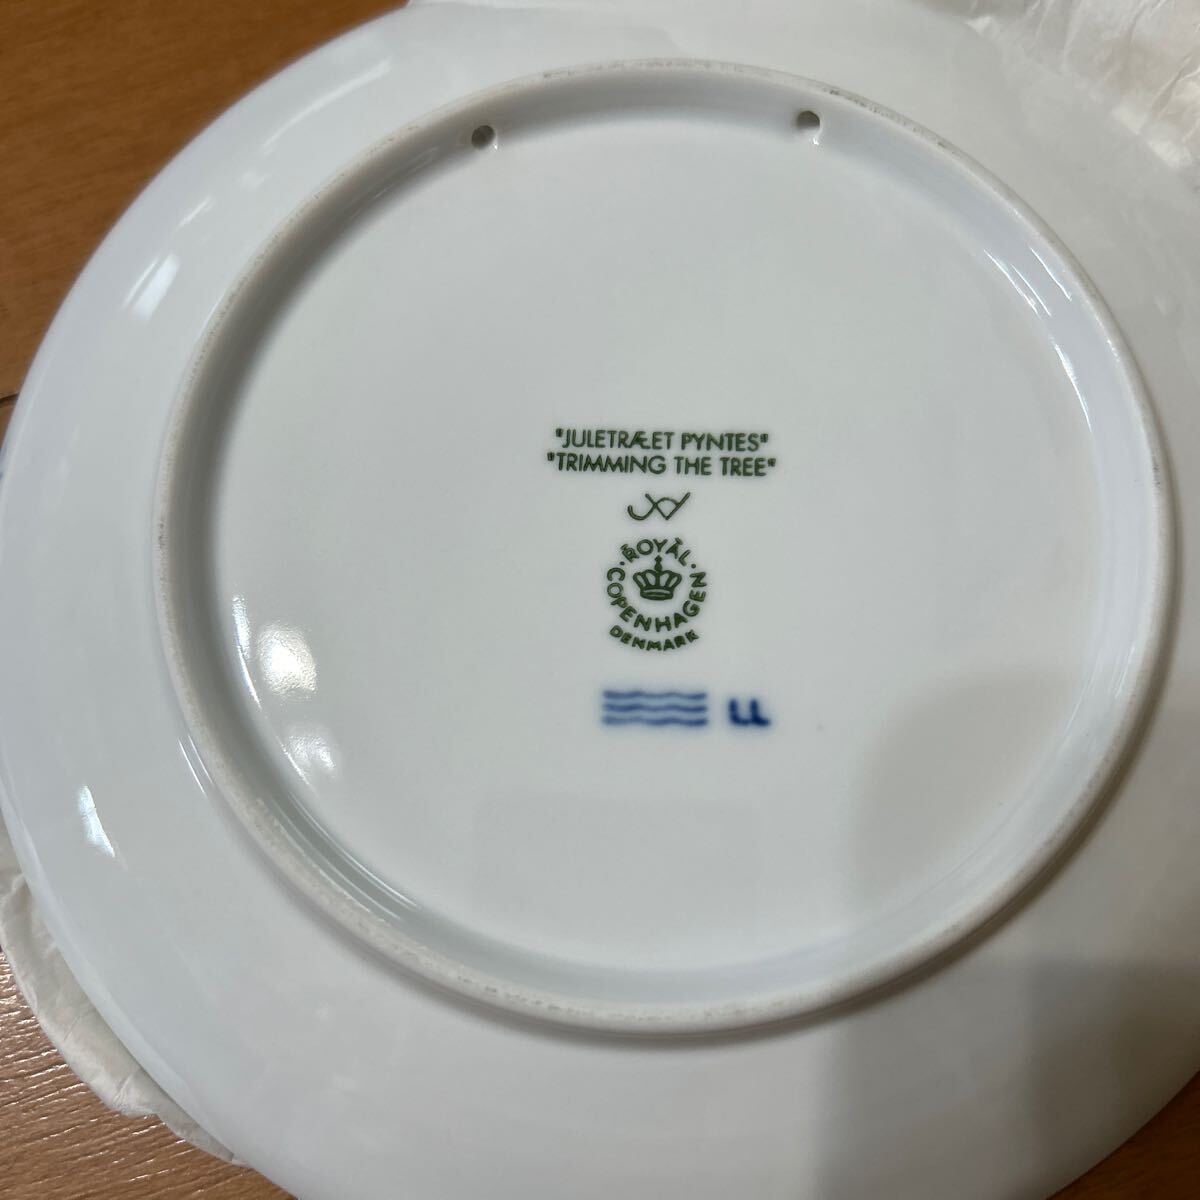 "JULETRÆET PYNTES"
"TRIMMING THE TREE"
ROYAL
COPENHAGEN
DENMARK
LL